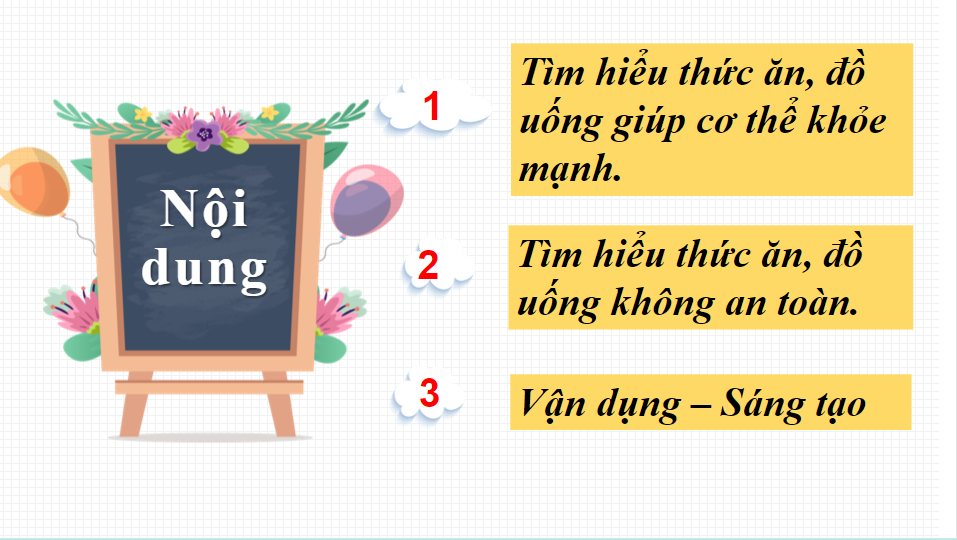 Nội
dung
1
Tìm hiểu thức ăn, đồ
uống giúp cơ thể khỏe
mạnh.
2
Tìm hiểu thức ăn, đồ
uống không an toàn.
3
Vận dụng – Sáng tạo